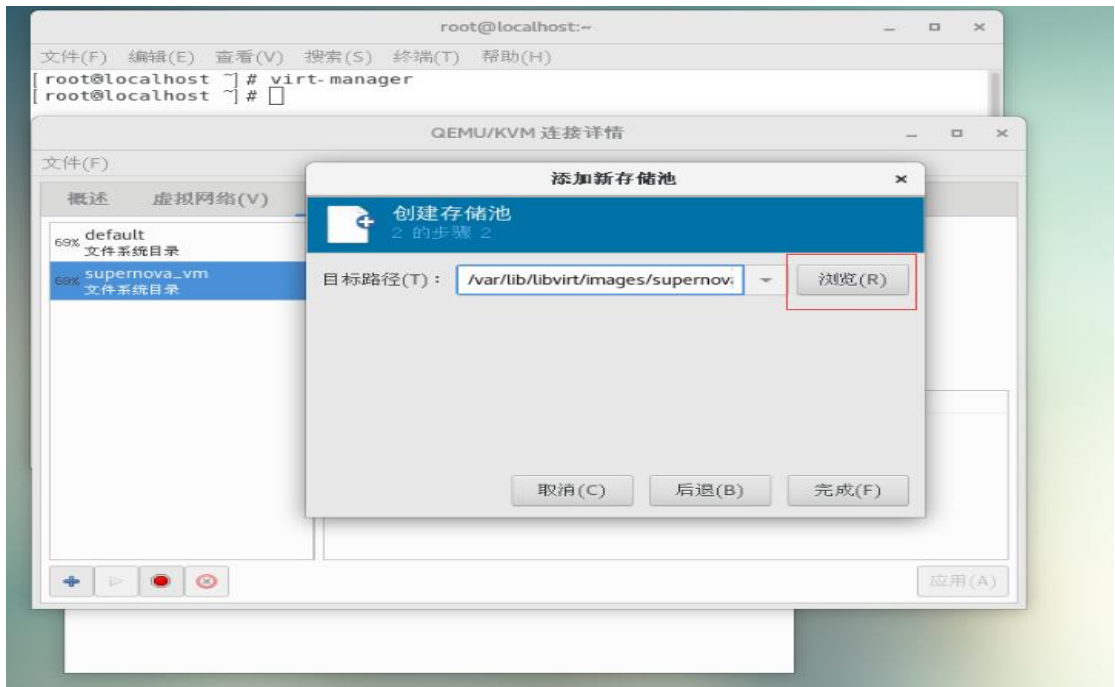 root@localhost:~
文件(F) 编辑(E) 查看(V) 搜索(S) 终端(T) 帮助(H)
[root@localhost ~]# virt-manager
[root@localhost ~]#
QEMU/KVM 连接详情
文件(F)
概述 虚拟网络(V)
69% default
文件系统目录
69% supernova_vm
文件系统目录
添加新存储池
创建存储池
2 的步骤 2
目标路径(T)： /var/lib/libvirt/images/supernov 浏览(R)
取消(C) 后退(B) 完成(F)
应用(A)